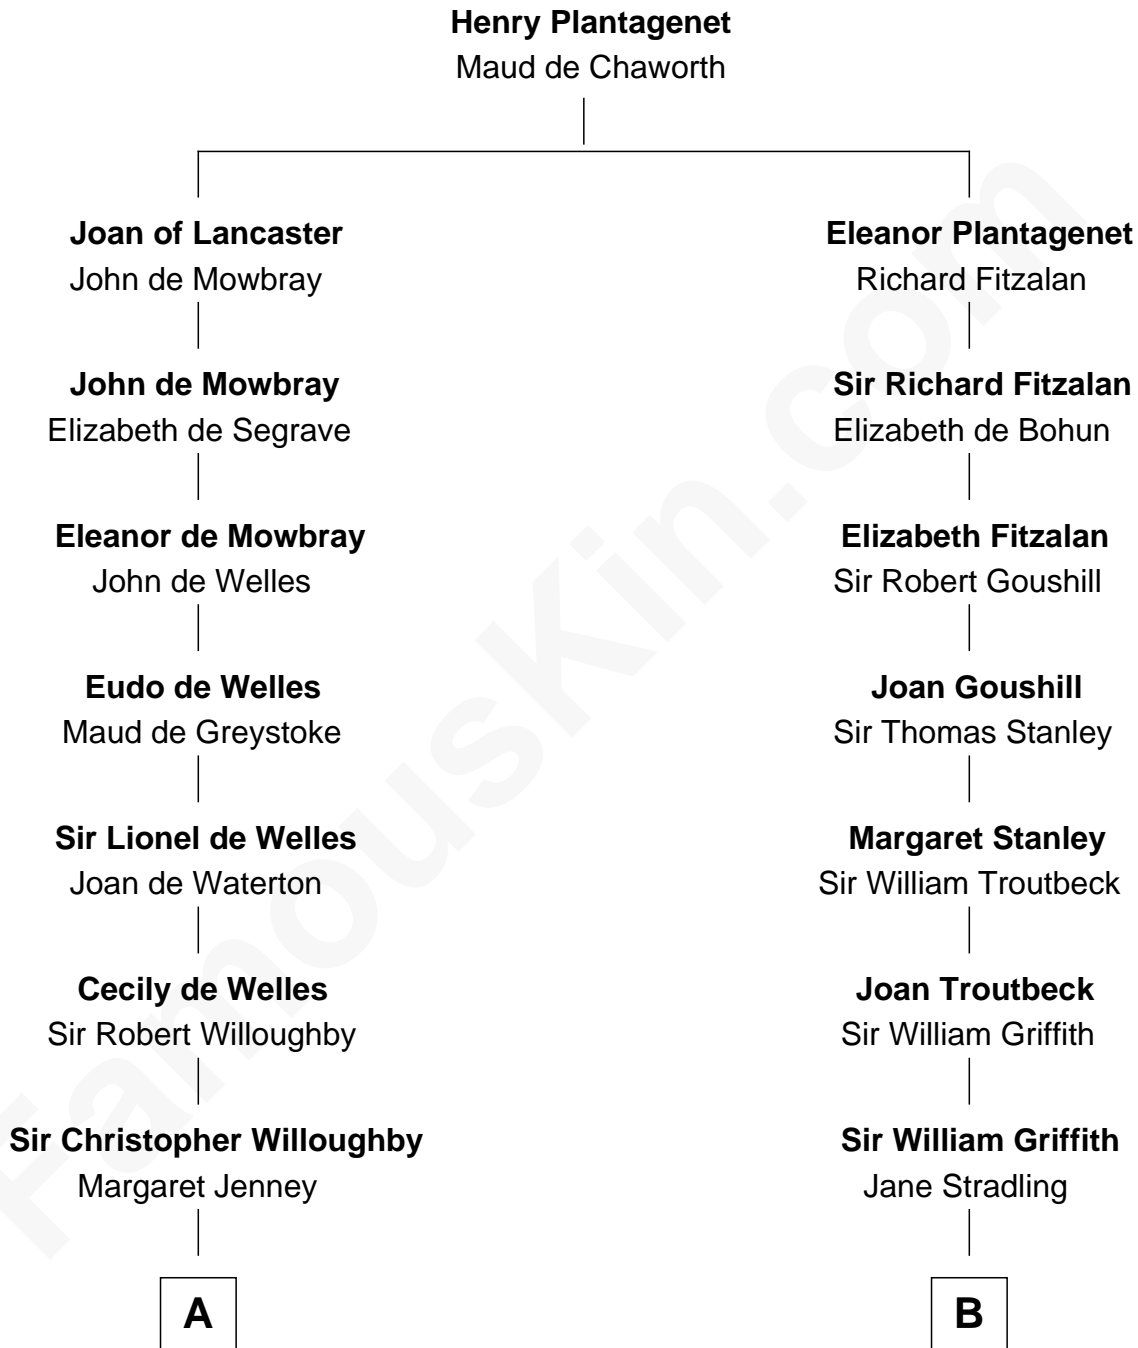 Henry Plantagenet
Maud de Chaworth
Joan of Lancaster
John de Mowbray
Eleanor Plantagenet
Richard Fitzalan
John de Mowbray
Elizabeth de Segrave
Sir Richard Fitzalan
Elizabeth de Bohun
Eleanor de Mowbray
John de Welles
Elizabeth Fitzalan
Sir Robert Goushill
Eudo de Welles
Maud de Greystoke
Joan Goushill
Sir Thomas Stanley
Sir Lionel de Welles
Joan de Waterton
Margaret Stanley
Sir William Troutbeck
Cecily de Welles
Sir Robert Willoughby
Joan Troutbeck
Sir William Griffith
Sir Christopher Willoughby
Margaret Jenney
Sir William Griffith
Jane Stradling
A
B
FamousKin.com